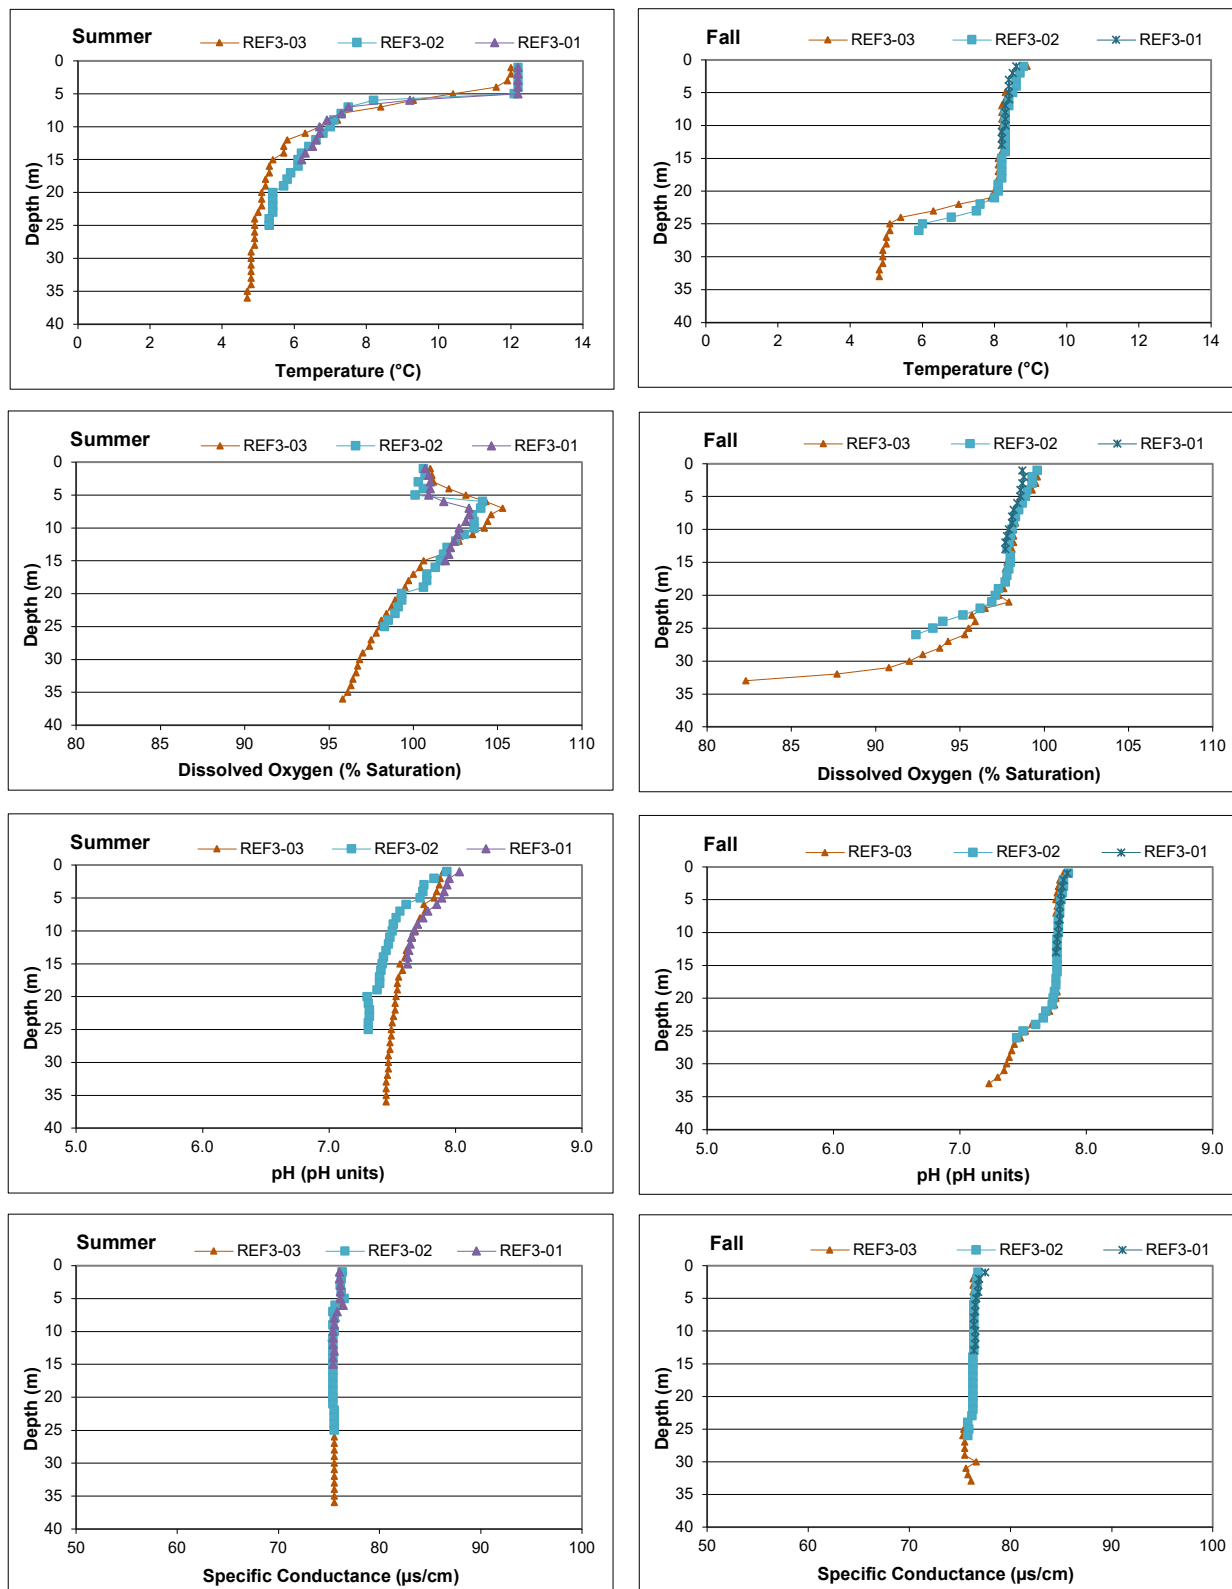 Summer
REF3-03 REF3-02 REF3-01
0
5
10
15
20
25
30
35
40
Depth (m)
0 2 4 6 8 10 12 14
Temperature (°C)
Fall
REF3-03 REF3-02 REF3-01
0
5
10
15
20
25
30
35
40
Depth (m)
0 2 4 6 8 10 12 14
Temperature (°C)
Summer
REF3-03 REF3-02 REF3-01
0
5
10
15
20
25
30
35
40
Depth (m)
80 85 90 95 100 105 110
Dissolved Oxygen (% Saturation)
Fall
REF3-03 REF3-02 REF3-01
0
5
10
15
20
25
30
35
40
Depth (m)
80 85 90 95 100 105 110
Dissolved Oxygen (% Saturation)
Summer
REF3-03 REF3-02 REF3-01
0
5
10
15
20
25
30
35
40
Depth (m)
5.0 6.0 7.0 8.0 9.0
pH (pH units)
Fall
REF3-03 REF3-02 REF3-01
0
5
10
15
20
25
30
35
40
Depth (m)
5.0 6.0 7.0 8.0 9.0
pH (pH units)
Summer
REF3-03 REF3-02 REF3-01
0
5
10
15
20
25
30
35
40
Depth (m)
50 60 70 80 90 100
Specific Conductance (µs/cm)
Fall
REF3-03 REF3-02 REF3-01
0
5
10
15
20
25
30
35
40
Depth (m)
50 60 70 80 90 100
Specific Conductance (µs/cm)